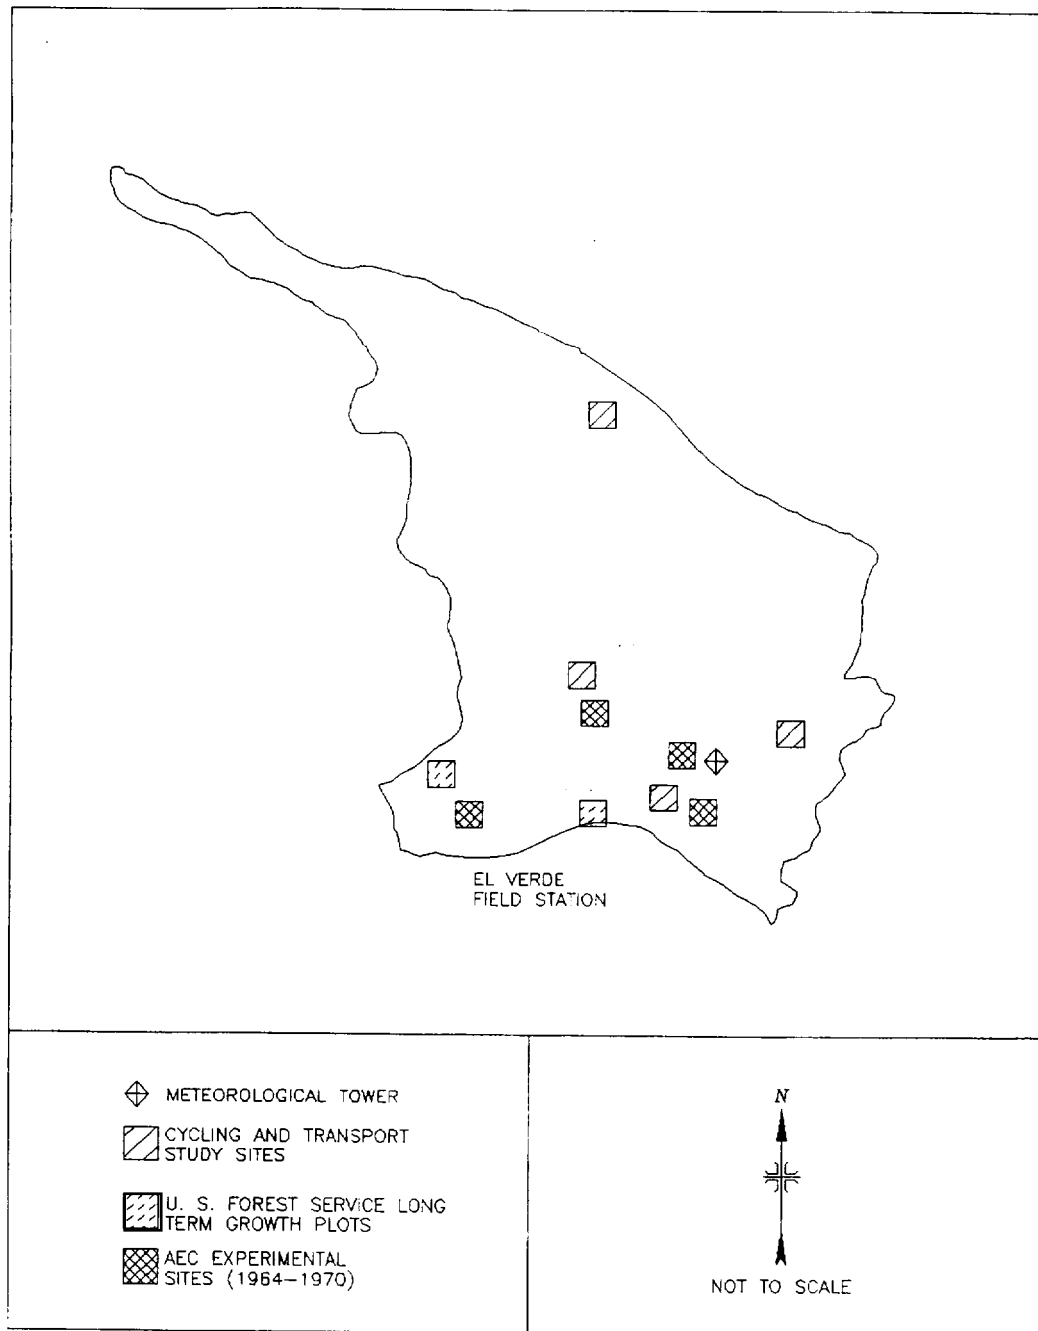 EL VERDE
FIELD STATION
METEOROLOGICAL TOWER
CYCLING AND TRANSPORT
STUDY SITES
U. S. FOREST SERVICE LONG
TERM GROWTH PLOTS
AEC EXPERIMENTAL
SITES (1964-1970)
N
NOT TO SCALE